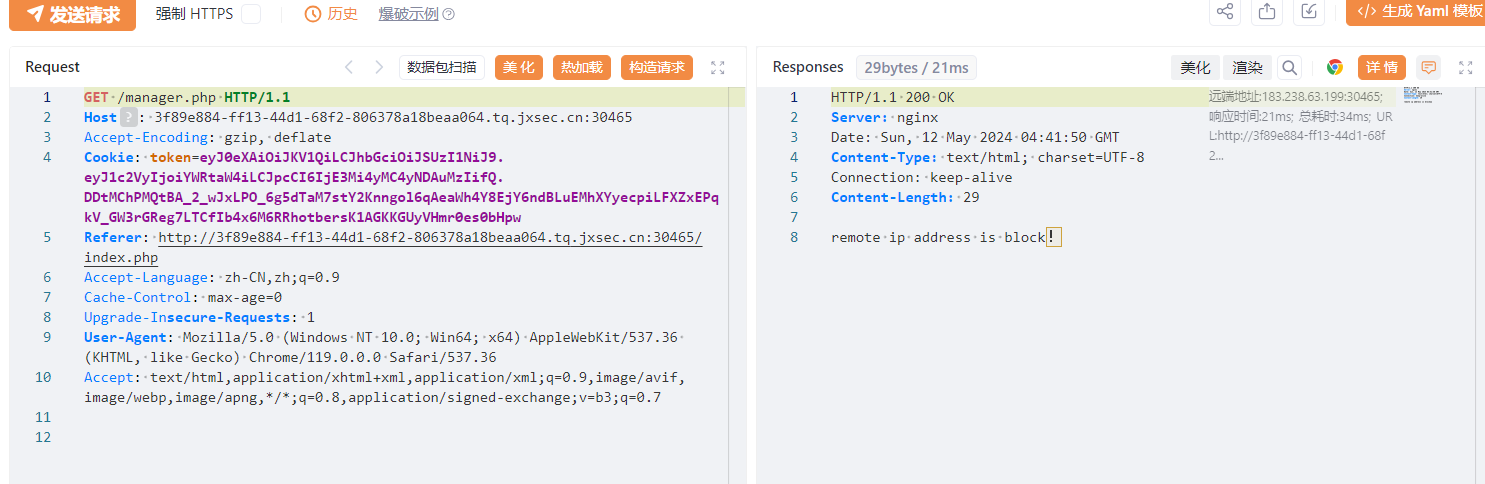 发送请求 强制 HTTPS 历史 爆破示例 ? </> 生成 Yaml 模板
Request 数据包扫描 美 化 热加载 构造请求
1 GET /manager.php HTTP/1.1
2 Host ? : 3f89e884-ff13-44d1-68f2-806378a18beaa064.tq.jxsec.cn:30465
3 Accept-Encoding: gzip, deflate
4 Cookie: token=eyJ0eXAiOiJKV1QiLCJhbGciOiJSUzI1NiJ9.
eyJ1c2VyIjoiYWRtaW4iLCJpcCI6IjE3Mi4yMC4yNDAuMzIifQ.
DDtMChPMQtBA_2_wJxLPO_6g5dTaM7stY2Knngol6qAeaWh4Y8EjY6ndBLuEMhXYyecpiLFXZxEPq
kV_GW3rGReg7LTCfIb4x6M6RRhotbersK1AGKKGUyVHmr0es0bHpw
5 Referer: http://3f89e884-ff13-44d1-68f2-806378a18beaa064.tq.jxsec.cn:30465/
index.php
6 Accept-Language: zh-CN,zh;q=0.9
7 Cache-Control: max-age=0
8 Upgrade-Insecure-Requests: 1
9 User-Agent: Mozilla/5.0 (Windows NT 10.0; Win64; x64) AppleWebKit/537.36
(KHTML, like Gecko) Chrome/119.0.0.0 Safari/537.36
10 Accept: text/html,application/xhtml+xml,application/xml;q=0.9,image/avif,
image/webp,image/apng,*/*;q=0.8,application/signed-exchange;v=b3;q=0.7
11
12
Responses 29bytes / 21ms 美化 渲染 详 情
1 HTTP/1.1 200 OK
2 Server: nginx
3 Date: Sun, 12 May 2024 04:41:50 GMT
4 Content-Type: text/html; charset=UTF-8
5 Connection: keep-alive
6 Content-Length: 29
7
8 remote ip address is block！
远端地址:183.238.63.199:30465;
响应时间:21ms; 总耗时:34ms; UR
L:http://3f89e884-ff13-44d1-68f
2...